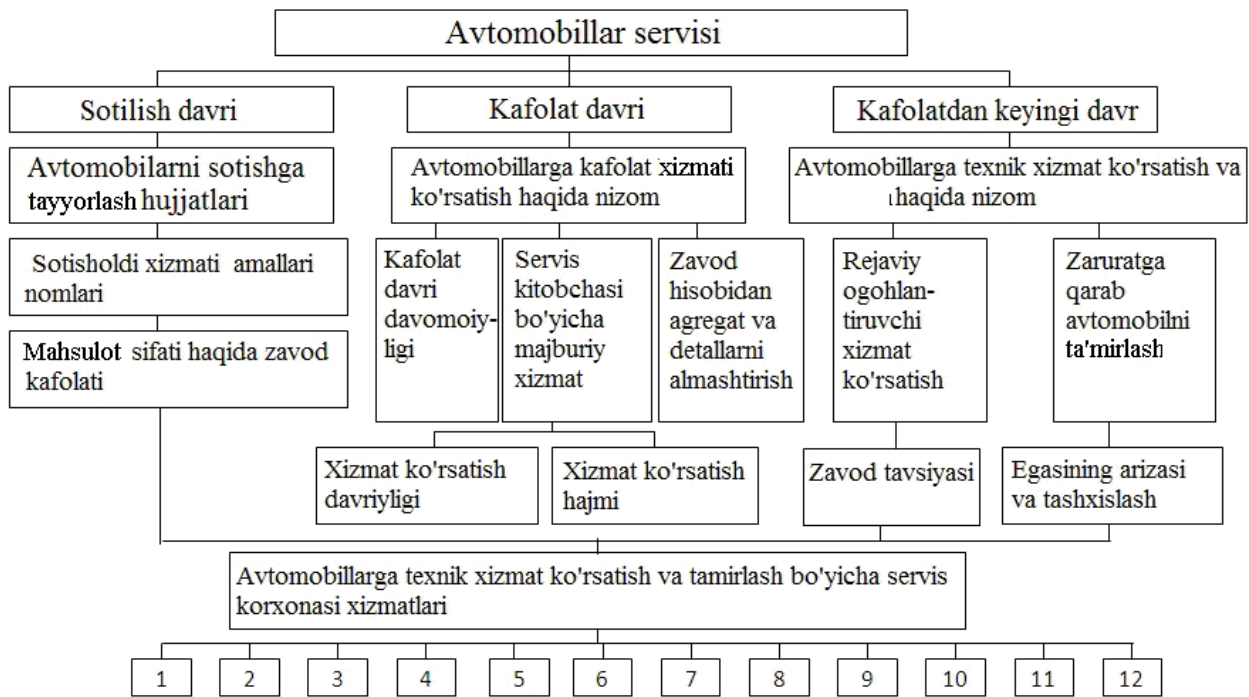 Avtomobillar servisi
Sotilish davri
Kafolat davri
Kafolatdan keyingi davr
Avtomobilarni sotishga
tayyorlash hujjatlari
Avtomobillarga kafolat xizmati
ko'rsatish haqida nizom
Avtomobillarga texnik xizmat ko'rsatish va
haqida nizom
Sotisholdi xizmati amallari
nomlari
Mahsulot sifati haqida zavod
kafolati
Kafolat
davri
davomoiy-
ligi
Servis
kitobchasi
bo'yicha
majburiy
xizmat
Zavod
hisobidan
agregat va
detallarni
almashtirish
Rejaviy
ogohlan-
tiruvchi
xizmat
ko'rsatish
Zaruratga
qarab
avtomobilni
ta'mirlash
Xizmat ko'rsatish
davriyligi
Xizmat ko'rsatish
hajmi
Zavod tavsiyasi
Egasining arizasi
va tashxislash
Avtomobillarga texnik xizmat ko'rsatish va tamirlash bo'yicha servis
korxonasi xizmatlari
1 2 3 4 5 6 7 8 9 10 11 12